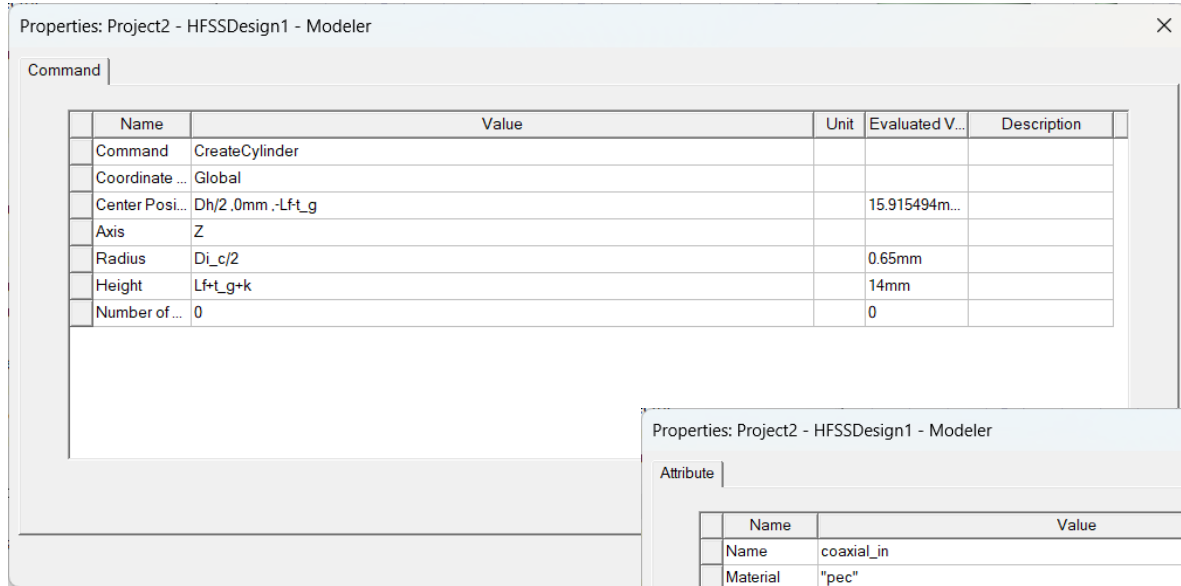 Properties: Project2 - HFSSDesign1 - Modeler
Command
Name Value Unit Evaluated V... Description
Command CreateCylinder
Coordinate ... Global
Center Posi... Dh/2 ,0mm ,-Lf-t_g 15.915494m...
Axis Z
Radius Di_c/2 0.65mm
Height Lf+t_g+k 14mm
Number of ... 0 0
Properties: Project2 - HFSSDesign1 - Modeler
Attribute
Name Value
Name coaxial_in
Material "pec"